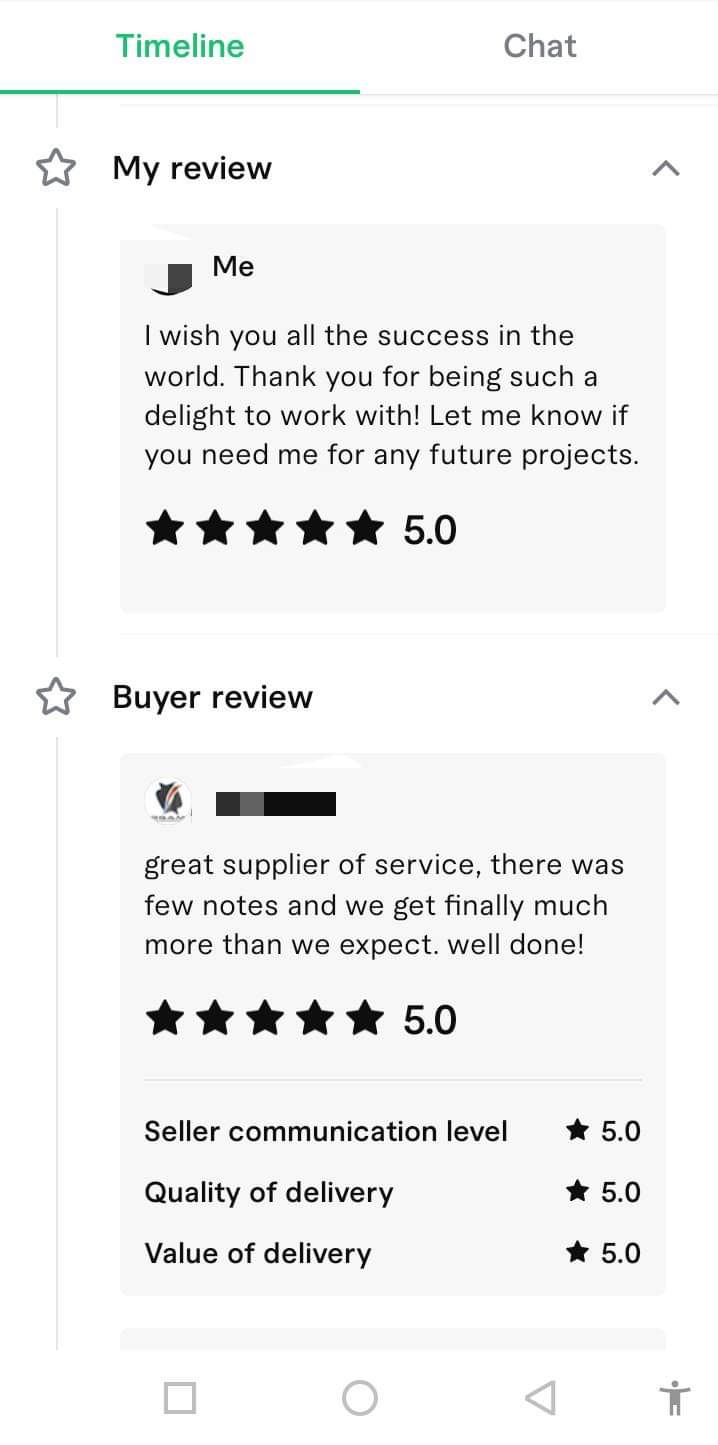 Timeline
Chat
My review
Me
I wish you all the success in the
world. Thank you for being such a
delight to work with! Let me know if
you need me for any future projects.
5.0
Buyer review
great supplier of service, there was
few notes and we get finally much
more than we expect. well done!
5.0
Seller communication level 5.0
Quality of delivery 5.0
Value of delivery 5.0